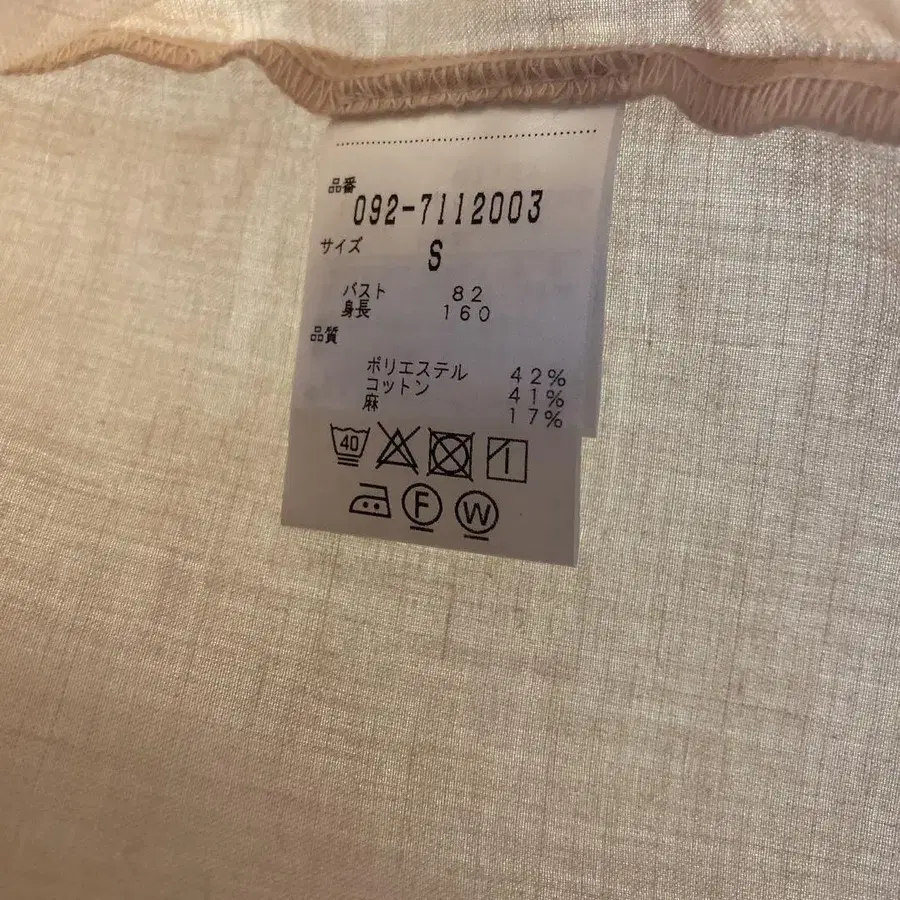 品番
092-7112003
サイズ
S
バスト 82
身長 160
品質
ポリエステル 42%
コットン 41%
麻 17%
40
F W